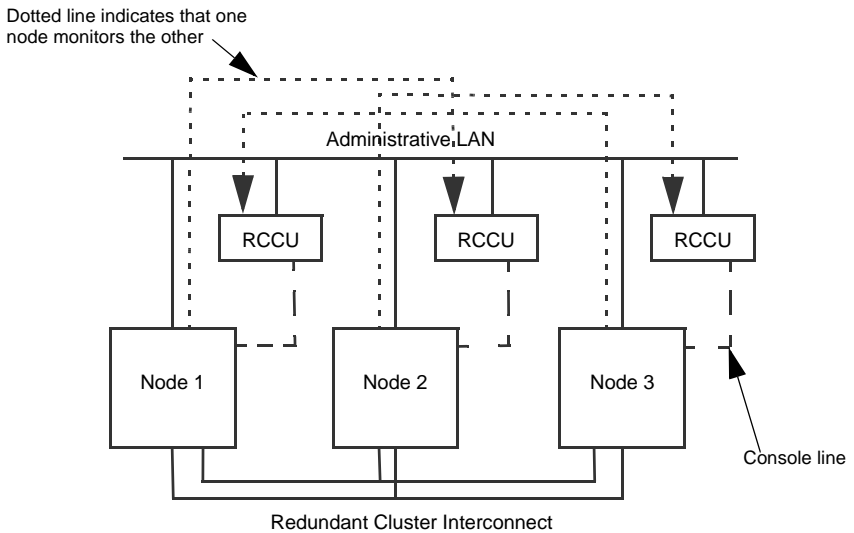 Dotted line indicates that one
node monitors the other
Administrative LAN
RCCU
RCCU
RCCU
Node 1
Node 2
Node 3
Console line
Redundant Cluster Interconnect